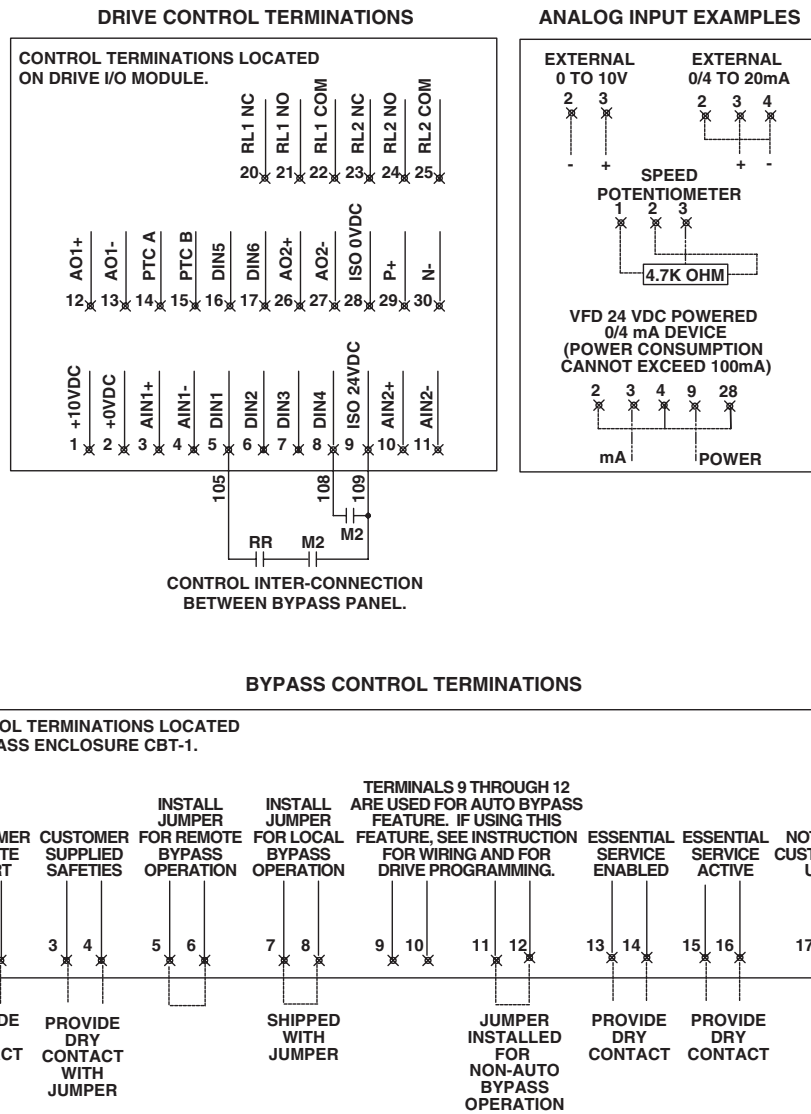 DRIVE CONTROL TERMINATIONS
CONTROL TERMINATIONS LOCATED
ON DRIVE I/O MODULE.
RL1 NC
RL1 NO
RL1 COM
RL2 NC
RL2 NO
RL2 COM
20 21 22 23 24 25
AO1+
AO1-
PTC A
PTC B
DIN5
DIN6
AO2+
AO2-
ISO 0VDC
P+
N-
12 13 14 15 16 17 26 27 28 29 30
+10VDC
+0VDC
AIN1+
AIN1-
DIN1
DIN2
DIN3
DIN4
ISO 24VDC
AIN2+
AIN2-
1 2 3 4 5 6 7 8 9 10 11
105
108
109
M2
RR M2
CONTROL INTER-CONNECTION
BETWEEN BYPASS PANEL.
ANALOG INPUT EXAMPLES
EXTERNAL
0 TO 10V
2 3
- +
EXTERNAL
0/4 TO 20mA
2 3 4
+ -
SPEED
POTENTIOMETER
1 2 3
4.7K OHM
VFD 24 VDC POWERED
0/4 mA DEVICE
(POWER CONSUMPTION
CANNOT EXCEED 100mA)
2 3 4 9 28
mA POWER
BYPASS CONTROL TERMINATIONS
OL TERMINATIONS LOCATED
ASS ENCLOSURE CBT-1.
MER
TE
RT
CUSTOMER
SUPPLIED
SAFETIES
INSTALL
JUMPER
FOR REMOTE
BYPASS
OPERATION
INSTALL
JUMPER
FOR LOCAL
BYPASS
OPERATION
TERMINALS 9 THROUGH 12
ARE USED FOR AUTO BYPASS
FEATURE. IF USING THIS
FEATURE, SEE INSTRUCTION
FOR WIRING AND FOR
DRIVE PROGRAMMING.
ESSENTIAL
SERVICE
ENABLED
ESSENTIAL
SERVICE
ACTIVE
NOT
CUST
U
3 4 5 6 7 8 9 10 11 12 13 14 15 16 17
DE
CT
PROVIDE
DRY
CONTACT
WITH
JUMPER
SHIPPED
WITH
JUMPER
JUMPER
INSTALLED
FOR
NON-AUTO
BYPASS
OPERATION
PROVIDE
DRY
CONTACT
PROVIDE
DRY
CONTACT